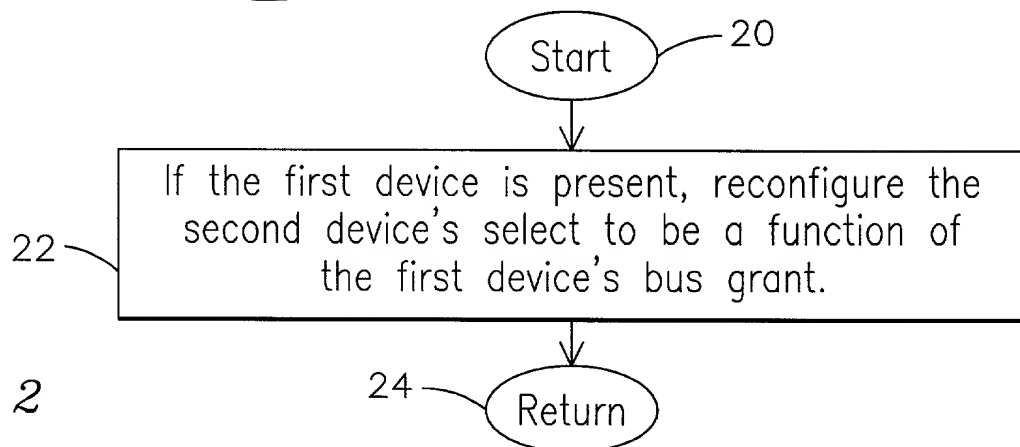 Start
20
If the first device is present, reconfigure the
second device's select to be a function of
the first device's bus grant.
22
2
24
Return